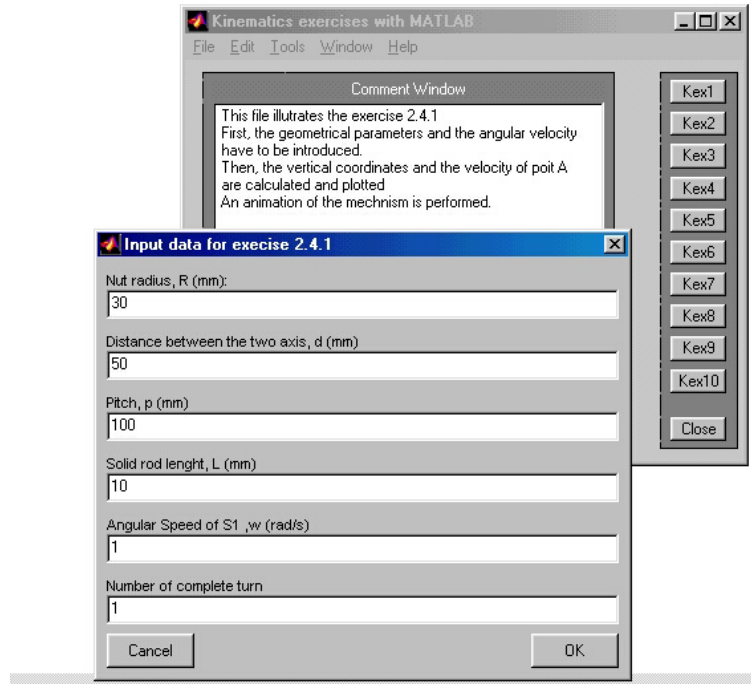 Kinematics exercises with MATLAB
File Edit Tools Window Help
Comment Window
This file illutrates the exercise 2.4.1
First, the geometrical parameters and the angular velocity
have to be introduced.
Then, the vertical coordinates and the velocity of poit A
are calculated and plotted
An animation of the mechnism is performed.
Kex1
Kex2
Kex3
Kex4
Kex5
Kex6
Kex7
Kex8
Kex9
Kex10
Close
Input data for execise 2.4.1
Nut radius, R (mm):
30
Distance between the two axis, d (mm)
50
Pitch, p (mm)
100
Solid rod lenght, L (mm)
10
Angular Speed of S1 ,w (rad/s)
1
Number of complete turn
1
Cancel OK